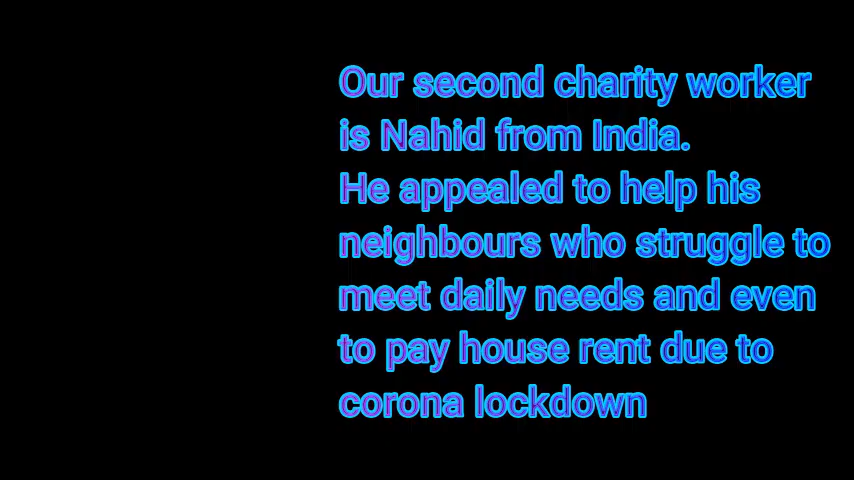 Our second charity worker
is Nahid from India.
He appealed to help his
neighbours who struggle to
meet daily needs and even
to pay house rent due to
corona lockdown